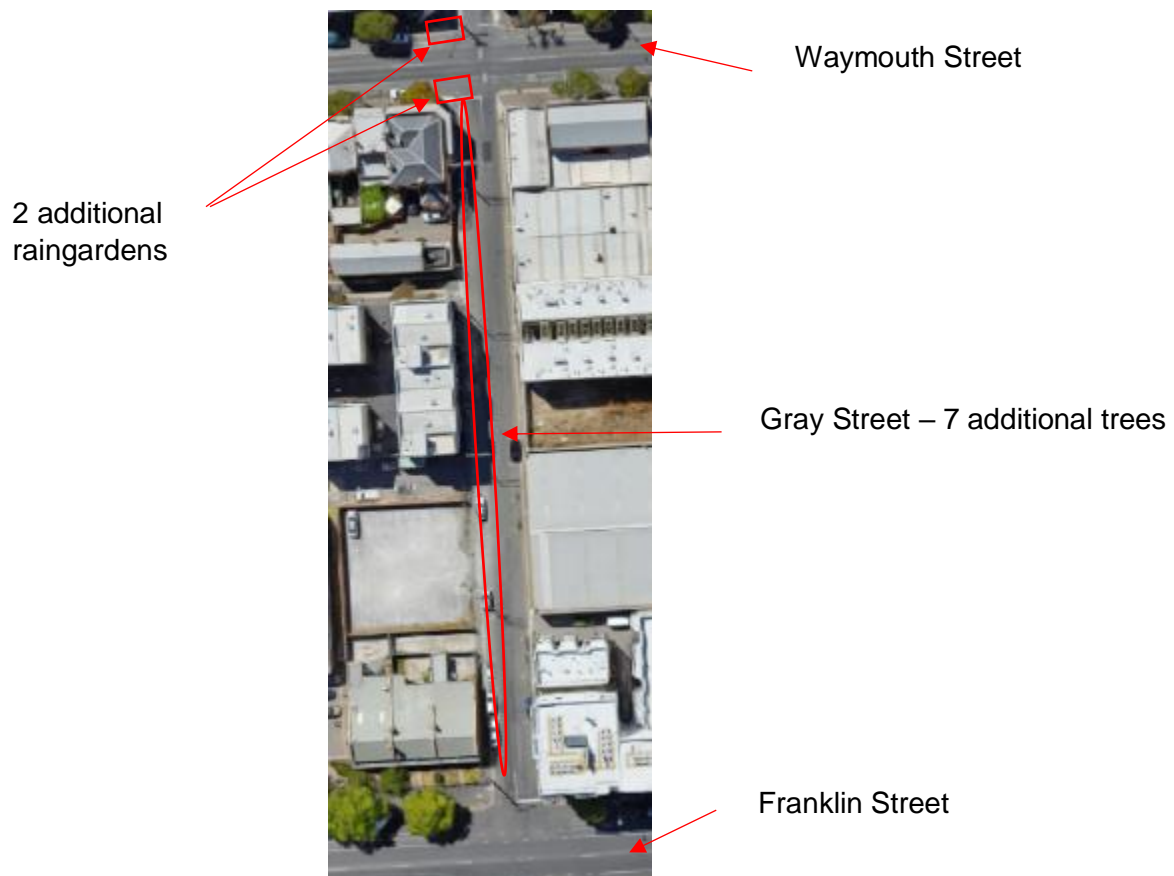 Waymouth Street
2 additional
raingardens
Gray Street – 7 additional trees
Franklin Street